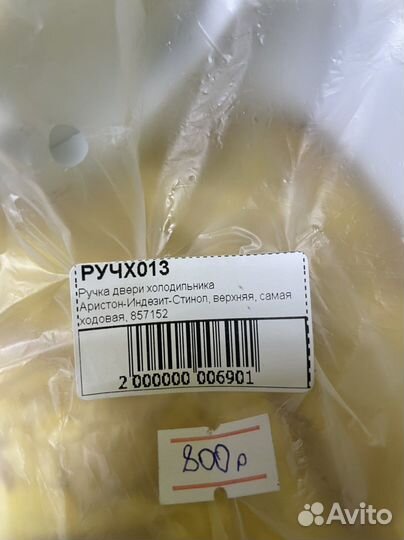 РУЧХ013
Ручка двери холодильника
Аристон-Индезит-Стинол, верхняя, самая
ходовая, 857152
2 000000 006901
800 р
Avito